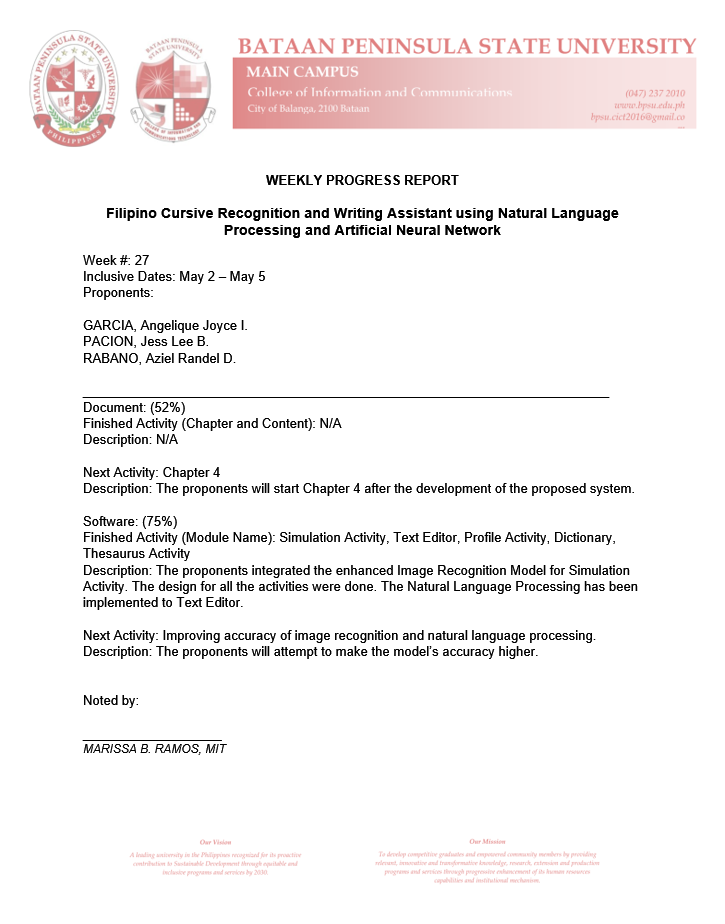 BATAAN PENINSULA STATE UNIVERSITY
MAIN CAMPUS
College of Information and Communications
City of Balanga, 2100 Bataan
(047) 237 2010
www.bpsu.edu.ph
bpsu.cict2016@gmail.co
BATAAN PENINSULA STATE UNIVERSITY
PHILIPPINES
WEEKLY PROGRESS REPORT
Filipino Cursive Recognition and Writing Assistant using Natural Language
Processing and Artificial Neural Network
Week #: 27
Inclusive Dates: May 2 – May 5
Proponents:
GARCIA, Angelique Joyce I.
PACION, Jess Lee B.
RABANO, Aziel Randel D.
Document: (52%)
Finished Activity (Chapter and Content): N/A
Description: N/A
Next Activity: Chapter 4
Description: The proponents will start Chapter 4 after the development of the proposed system.
Software: (75%)
Finished Activity (Module Name): Simulation Activity, Text Editor, Profile Activity, Dictionary,
Thesaurus Activity
Description: The proponents integrated the enhanced Image Recognition Model for Simulation
Activity. The design for all the activities were done. The Natural Language Processing has been
implemented to Text Editor.
Next Activity: Improving accuracy of image recognition and natural language processing.
Description: The proponents will attempt to make the model’s accuracy higher.
Noted by:
MARISSA B. RAMOS, MIT
Our Vision
A leading university in the Philippines recognized for its proactive
contribution to Sustainable Development through equitable and
inclusive programs and services by 2030.
Our Mission
To develop competitive graduates and empowered community members by providing
relevant, innovative and transformative knowledge, research, extension and production
programs and services through progressive enhancement of its human resources
capabilities and institutional mechanism.